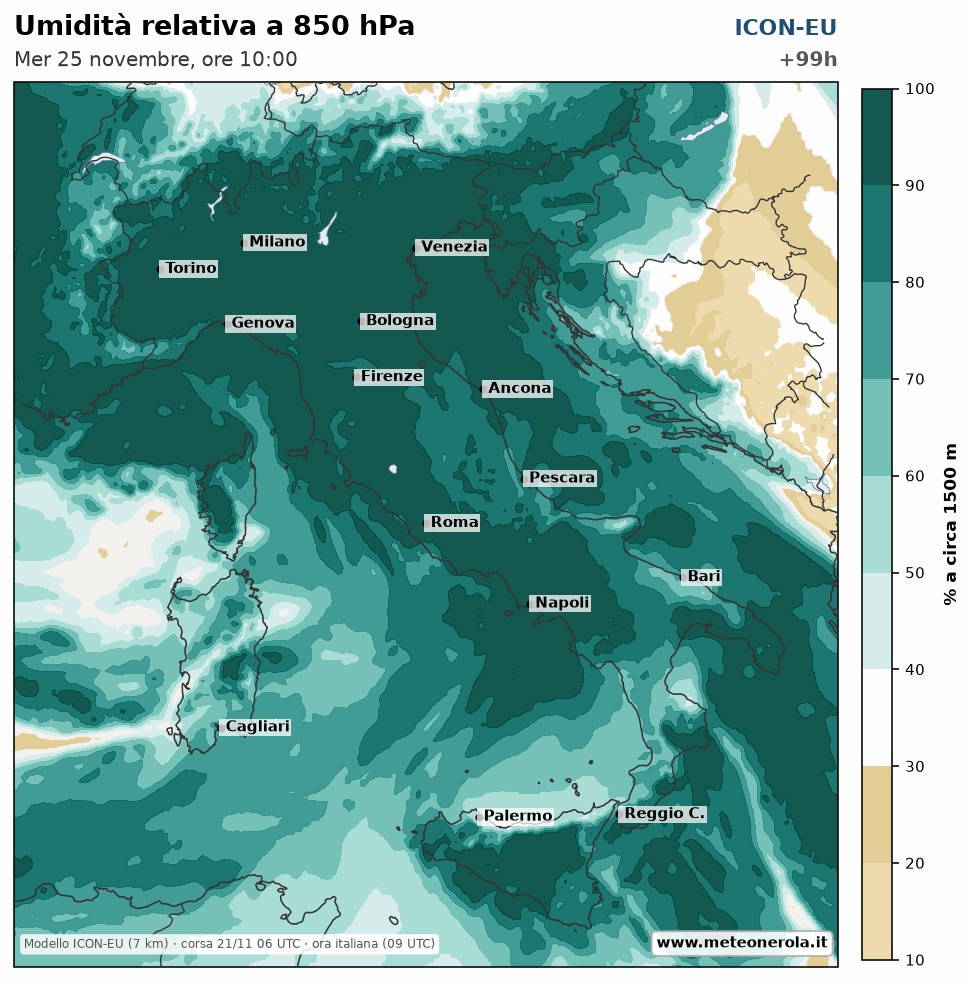 Umidità relativa a 850 hPa
ICON-EU
Mer 25 novembre, ore 10:00
+99h
100
90
80
70
60
50
40
30
20
10
% a circa 1500 m
Milano
Venezia
Torino
Genova
Bologna
Firenze
Ancona
Pescara
Roma
Bari
Napoli
Cagliari
Palermo
Reggio C.
Modello ICON-EU (7 km) · corsa 21/11 06 UTC · ora italiana (09 UTC)
www.meteonerola.it